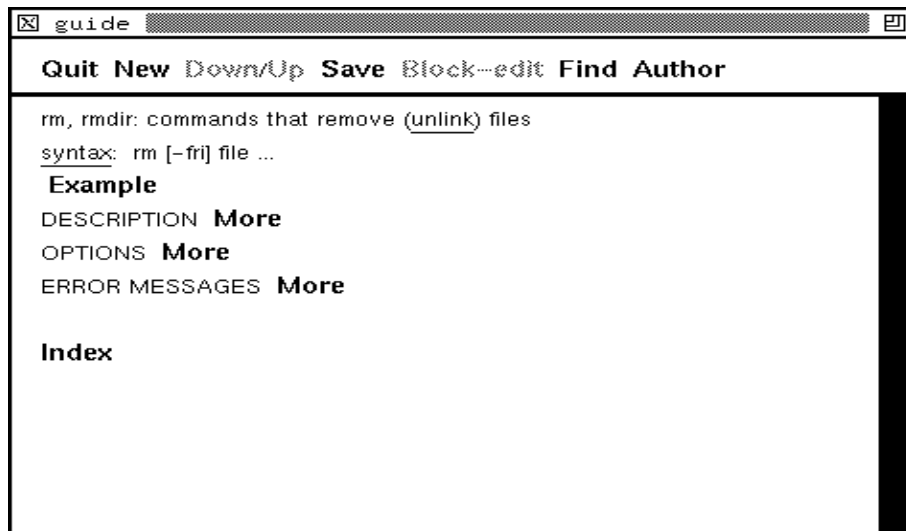 guide
Quit New Down/Up Save Block-edit Find Author
rm, rmdir: commands that remove (unlink) files
syntax: rm [-fri] file ...
Example
DESCRIPTION More
OPTIONS More
ERROR MESSAGES More
Index